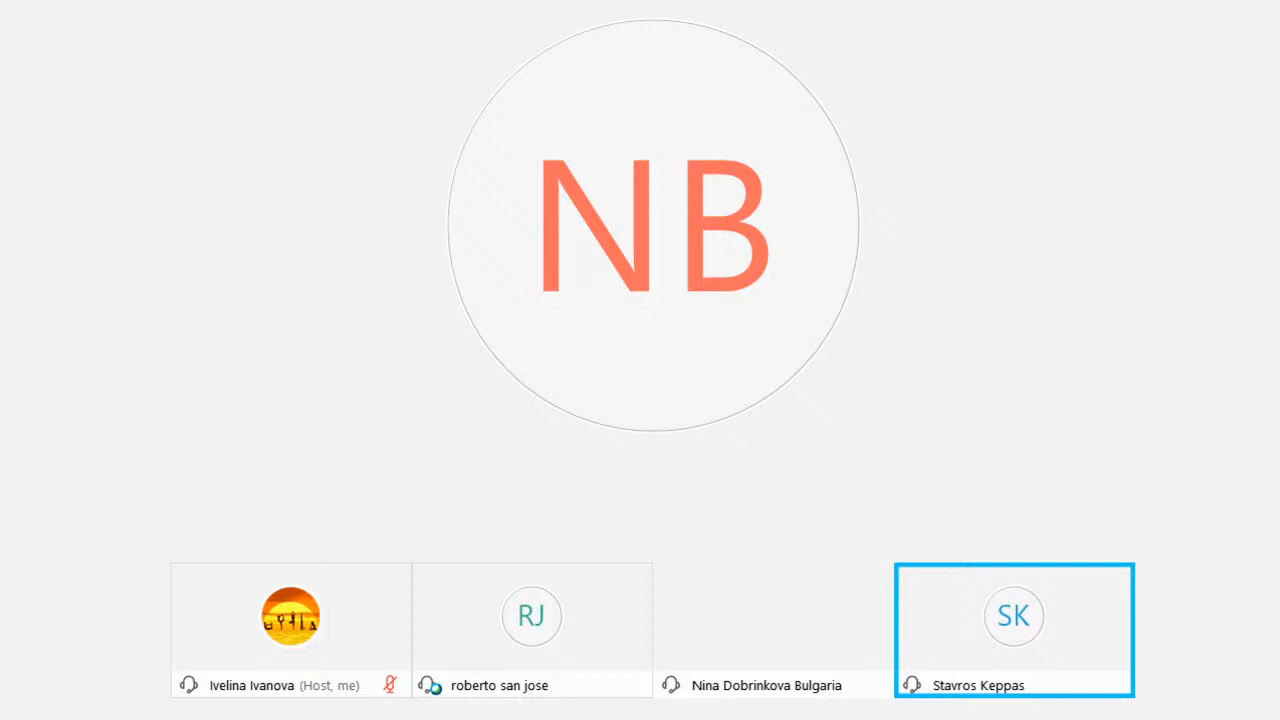 NB
RJ
SK
Ivelina Ivanova (Host, me)
roberto san jose
Nina Dobrinkova Bulgaria
Stavros Keppas